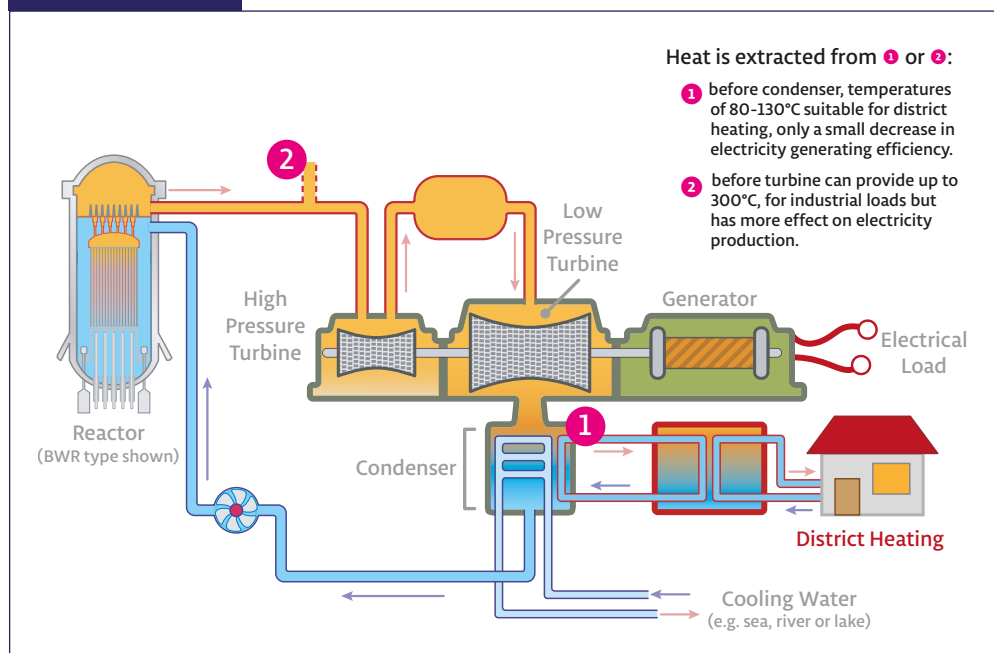 Heat is extracted from 1 or 2:
1 before condenser, temperatures
of 80-130°C suitable for district
heating, only a small decrease in
electricity generating efficiency.
2 before turbine can provide up to
300°C, for industrial loads but
has more effect on electricity
production.
2
Low
Pressure
Turbine
High
Pressure
Turbine
Generator
Electrical
Load
Reactor
(BWR type shown)
Condenser
1
District Heating
Cooling Water
(e.g. sea, river or lake)